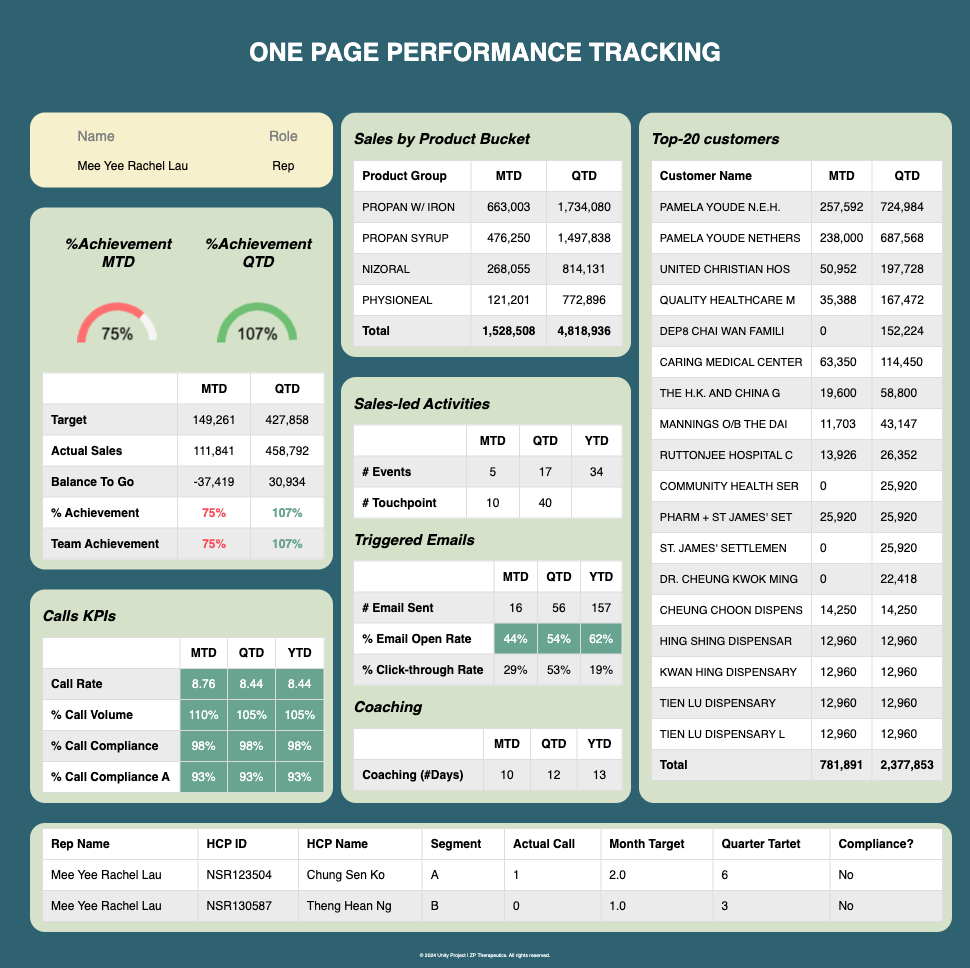 ONE PAGE PERFORMANCE TRACKING
Name Role
Mee Yee Rachel Lau Rep
%Achievement MTD
%Achievement QTD
75%
107%
MTD QTD
Target 149,261 427,858
Actual Sales 111,841 458,792
Balance To Go -37,419 30,934
% Achievement 75% 107%
Team Achievement 75% 107%
Calls KPIs
MTD QTD YTD
Call Rate 8.76 8.44 8.44
% Call Volume 110% 105% 105%
% Call Compliance 98% 98% 98%
% Call Compliance A 93% 93% 93%
Sales by Product Bucket
Product Group MTD QTD
PROPAN W/ IRON 663,003 1,734,080
PROPAN SYRUP 476,250 1,497,838
NIZORAL 268,055 814,131
PHYSIONEAL 121,201 772,896
Total 1,528,508 4,818,936
Sales-led Activities
MTD QTD YTD
# Events 5 17 34
# Touchpoint 10 40
Triggered Emails
MTD QTD YTD
# Email Sent 16 56 157
% Email Open Rate 44% 54% 62%
% Click-through Rate 29% 53% 19%
Coaching
MTD QTD YTD
Coaching (#Days) 10 12 13
Top-20 customers
Customer Name MTD QTD
PAMELA YOUDE N.E.H. 257,592 724,984
PAMELA YOUDE NETHERS 238,000 687,568
UNITED CHRISTIAN HOS 50,952 197,728
QUALITY HEALTHCARE M 35,388 167,472
DEP8 CHAI WAN FAMILI 0 152,224
CARING MEDICAL CENTER 63,350 114,450
THE H.K. AND CHINA G 19,600 58,800
MANNINGS O/B THE DAI 11,703 43,147
RUTTONJEE HOSPITAL C 13,926 26,352
COMMUNITY HEALTH SER 0 25,920
PHARM + ST JAMES' SET 25,920 25,920
ST. JAMES' SETTLEMEN 0 25,920
DR. CHEUNG KWOK MING 0 22,418
CHEUNG CHOON DISPENS 14,250 14,250
HING SHING DISPENSAR 12,960 12,960
KWAN HING DISPENSARY 12,960 12,960
TIEN LU DISPENSARY 12,960 12,960
TIEN LU DISPENSARY L 12,960 12,960
Total 781,891 2,377,853
Rep Name HCP ID HCP Name Segment Actual Call Month Target Quarter Tartet Compliance?
Mee Yee Rachel Lau NSR123504 Chung Sen Ko A 1 2.0 6 No
Mee Yee Rachel Lau NSR130587 Theng Hean Ng B 0 1.0 3 No
© 2024 Unity Project I ZP Therapeutics. All rights reserved.